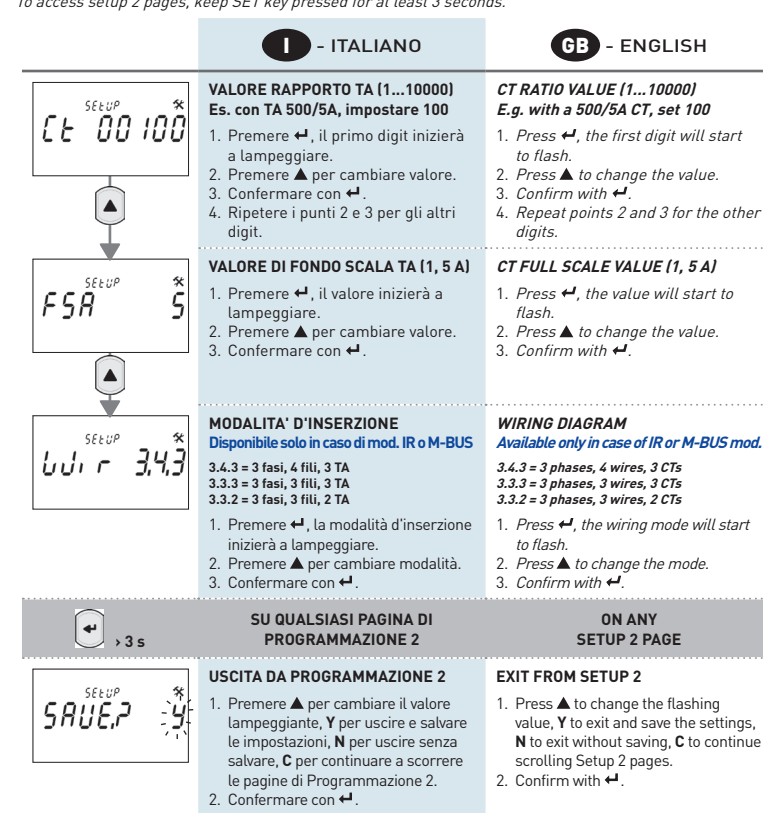 To access setup 2 pages, keep SET key pressed for at least 3 seconds.
I - ITALIANO
GB - ENGLISH
SETUP
Ct 00100
VALORE RAPPORTO TA (1...10000)
Es. con TA 500/5A, impostare 100
1. Premere ↵, il primo digit inizierà
a lampeggiare.
2. Premere ▲ per cambiare valore.
3. Confermare con ↵.
4. Ripetere i punti 2 e 3 per gli altri
digit.
CT RATIO VALUE (1...10000)
E.g. with a 500/5A CT, set 100
1. Press ↵, the first digit will start
to flash.
2. Press ▲ to change the value.
3. Confirm with ↵.
4. Repeat points 2 and 3 for the other
digits.
▲
SETUP
FSA 5
VALORE DI FONDO SCALA TA (1, 5 A)
1. Premere ↵, il valore inizierà a
lampeggiare.
2. Premere ▲ per cambiare valore.
3. Confermare con ↵.
CT FULL SCALE VALUE (1, 5 A)
1. Press ↵, the value will start to
flash.
2. Press ▲ to change the value.
3. Confirm with ↵.
▲
SETUP
Wir 3.4.3
MODALITA' D'INSERZIONE
Disponibile solo in caso di mod. IR o M-BUS
3.4.3 = 3 fasi, 4 fili, 3 TA
3.3.3 = 3 fasi, 3 fili, 3 TA
3.3.2 = 3 fasi, 3 fili, 2 TA
1. Premere ↵, la modalità d'inserzione
inizierà a lampeggiare.
2. Premere ▲ per cambiare modalità.
3. Confermare con ↵.
WIRING DIAGRAM
Available only in case of IR or M-BUS mod.
3.4.3 = 3 phases, 4 wires, 3 CTs
3.3.3 = 3 phases, 3 wires, 3 CTs
3.3.2 = 3 phases, 3 wires, 2 CTs
1. Press ↵, the wiring mode will start
to flash.
2. Press ▲ to change the mode.
3. Confirm with ↵.
↵ › 3 s
SU QUALSIASI PAGINA DI
PROGRAMMAZIONE 2
ON ANY
SETUP 2 PAGE
SETUP
SAVE? Y
USCITA DA PROGRAMMAZIONE 2
1. Premere ▲ per cambiare il valore
lampeggiante, Y per uscire e salvare
le impostazioni, N per uscire senza
salvare, C per continuare a scorrere
le pagine di Programmazione 2.
2. Confermare con ↵.
EXIT FROM SETUP 2
1. Press ▲ to change the flashing
value, Y to exit and save the settings,
N to exit without saving, C to continue
scrolling Setup 2 pages.
2. Confirm with ↵.